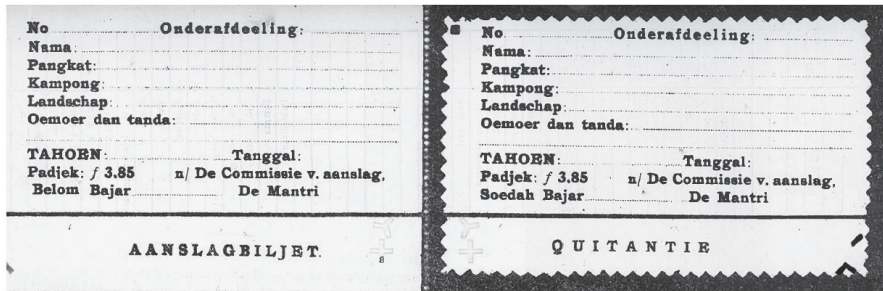 No Onderafdeeling:
Nama:
Pangkat:
Kampong:
Landschap:
Oemoer dan tanda:
TAHOEN: Tanggal:
Padjek: ƒ 3,85 n/ De Commissie v. aanslag,
Belom Bajar De Mantri
AANSLAGBILJET.
8
No. Onderafdeeling:
Nama:
Pangkat:
Kampong:
Landschap:
Oemoer dan tanda:
TAHOEN: Tanggal:
Padjek: ƒ 3,85 n/ De Commissie v. aanslag,
Soedah Bajar De Mantri
QUITANTIE